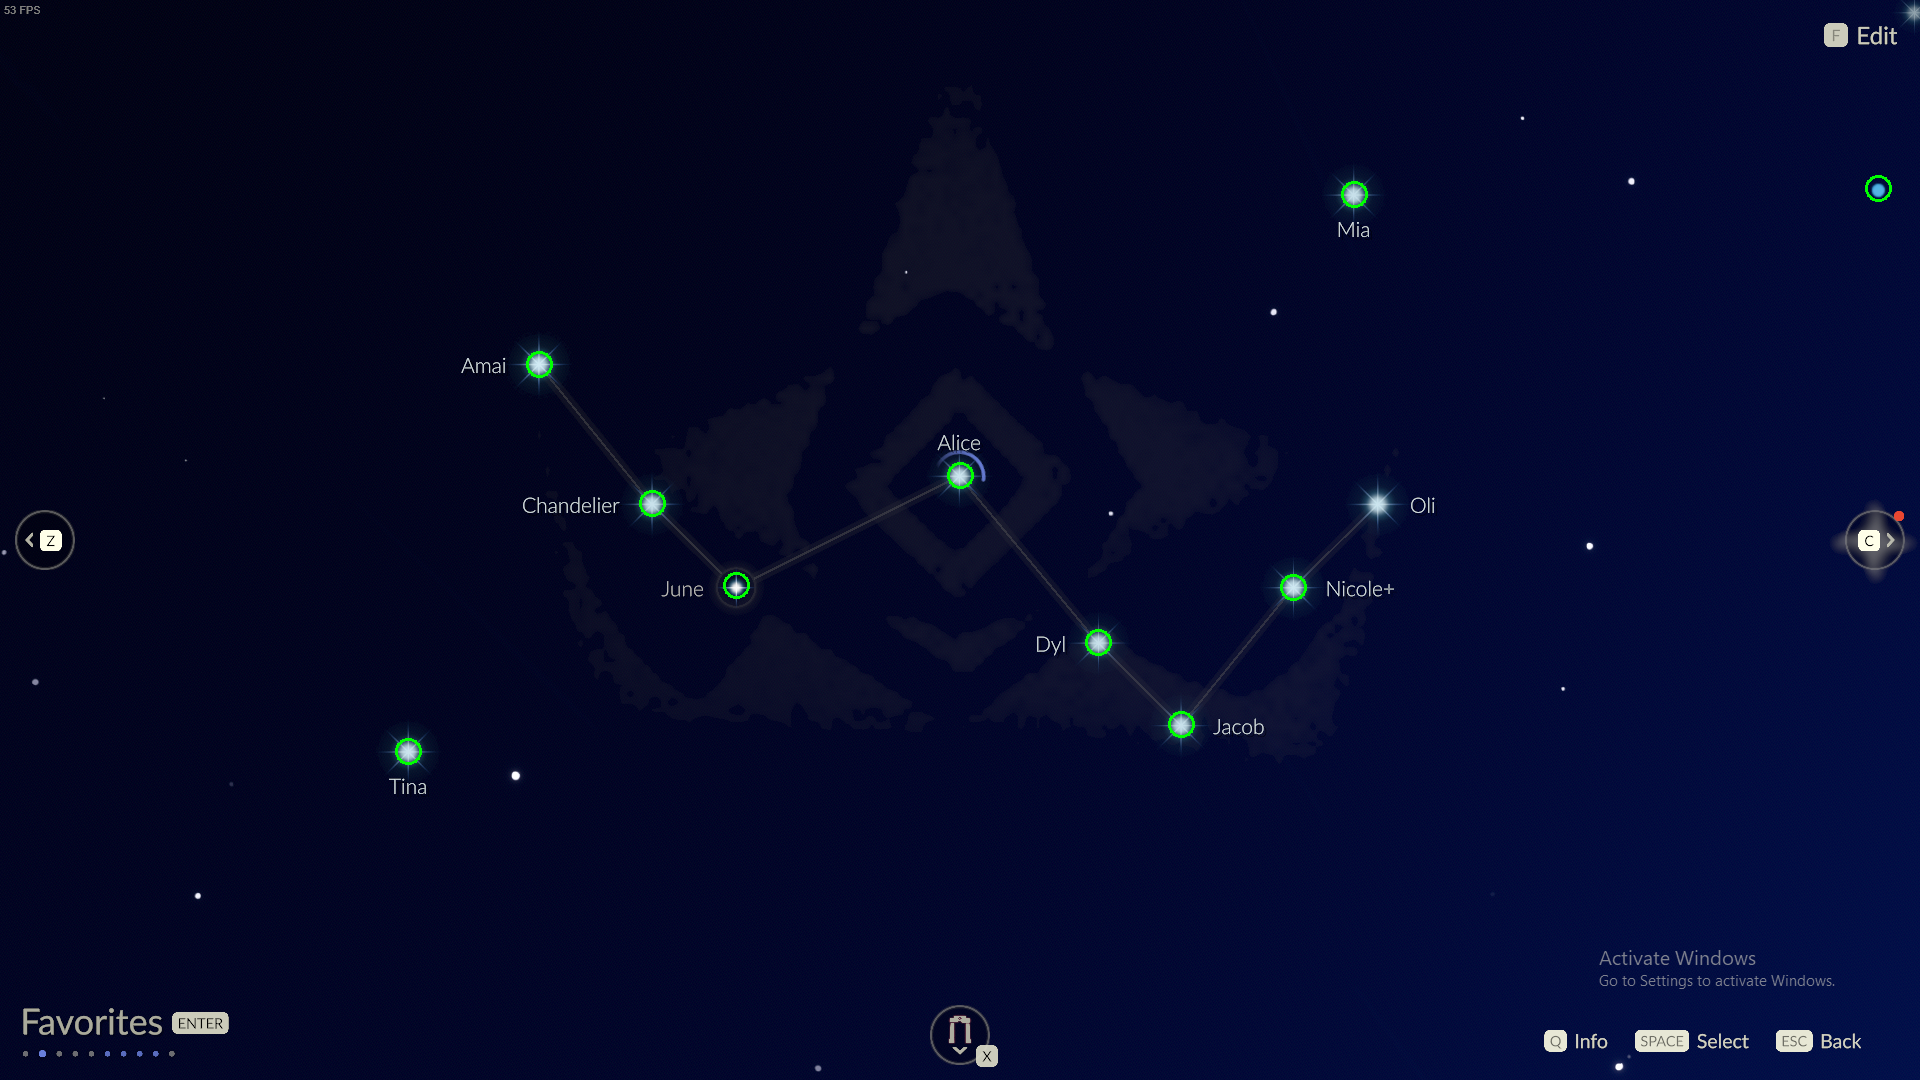 53 FPS
F Edit
Mia
Amai
Alice
Chandelier
Oli
Z
C
June
Nicole+
Dyl
Jacob
Tina
Activate Windows
Go to Settings to activate Windows.
Favorites ENTER
X
Q Info SPACE Select ESC Back